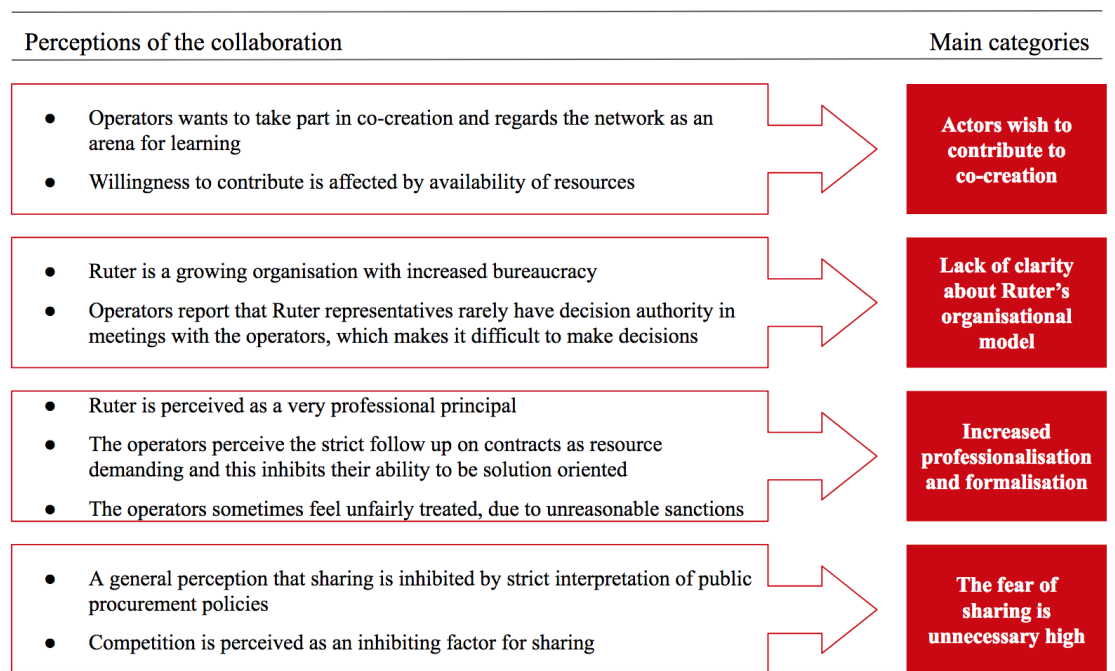 Perceptions of the collaboration
Main categories
● Operators wants to take part in co-creation and regards the network as an
arena for learning
● Willingness to contribute is affected by availability of resources
Actors wish to
contribute to
co-creation
● Ruter is a growing organisation with increased bureaucracy
● Operators report that Ruter representatives rarely have decision authority in
meetings with the operators, which makes it difficult to make decisions
Lack of clarity
about Ruter’s
organisational
model
● Ruter is perceived as a very professional principal
● The operators perceive the strict follow up on contracts as resource
demanding and this inhibits their ability to be solution oriented
● The operators sometimes feel unfairly treated, due to unreasonable sanctions
Increased
professionalisation
and formalisation
● A general perception that sharing is inhibited by strict interpretation of public
procurement policies
● Competition is perceived as an inhibiting factor for sharing
The fear of
sharing is
unnecessary high